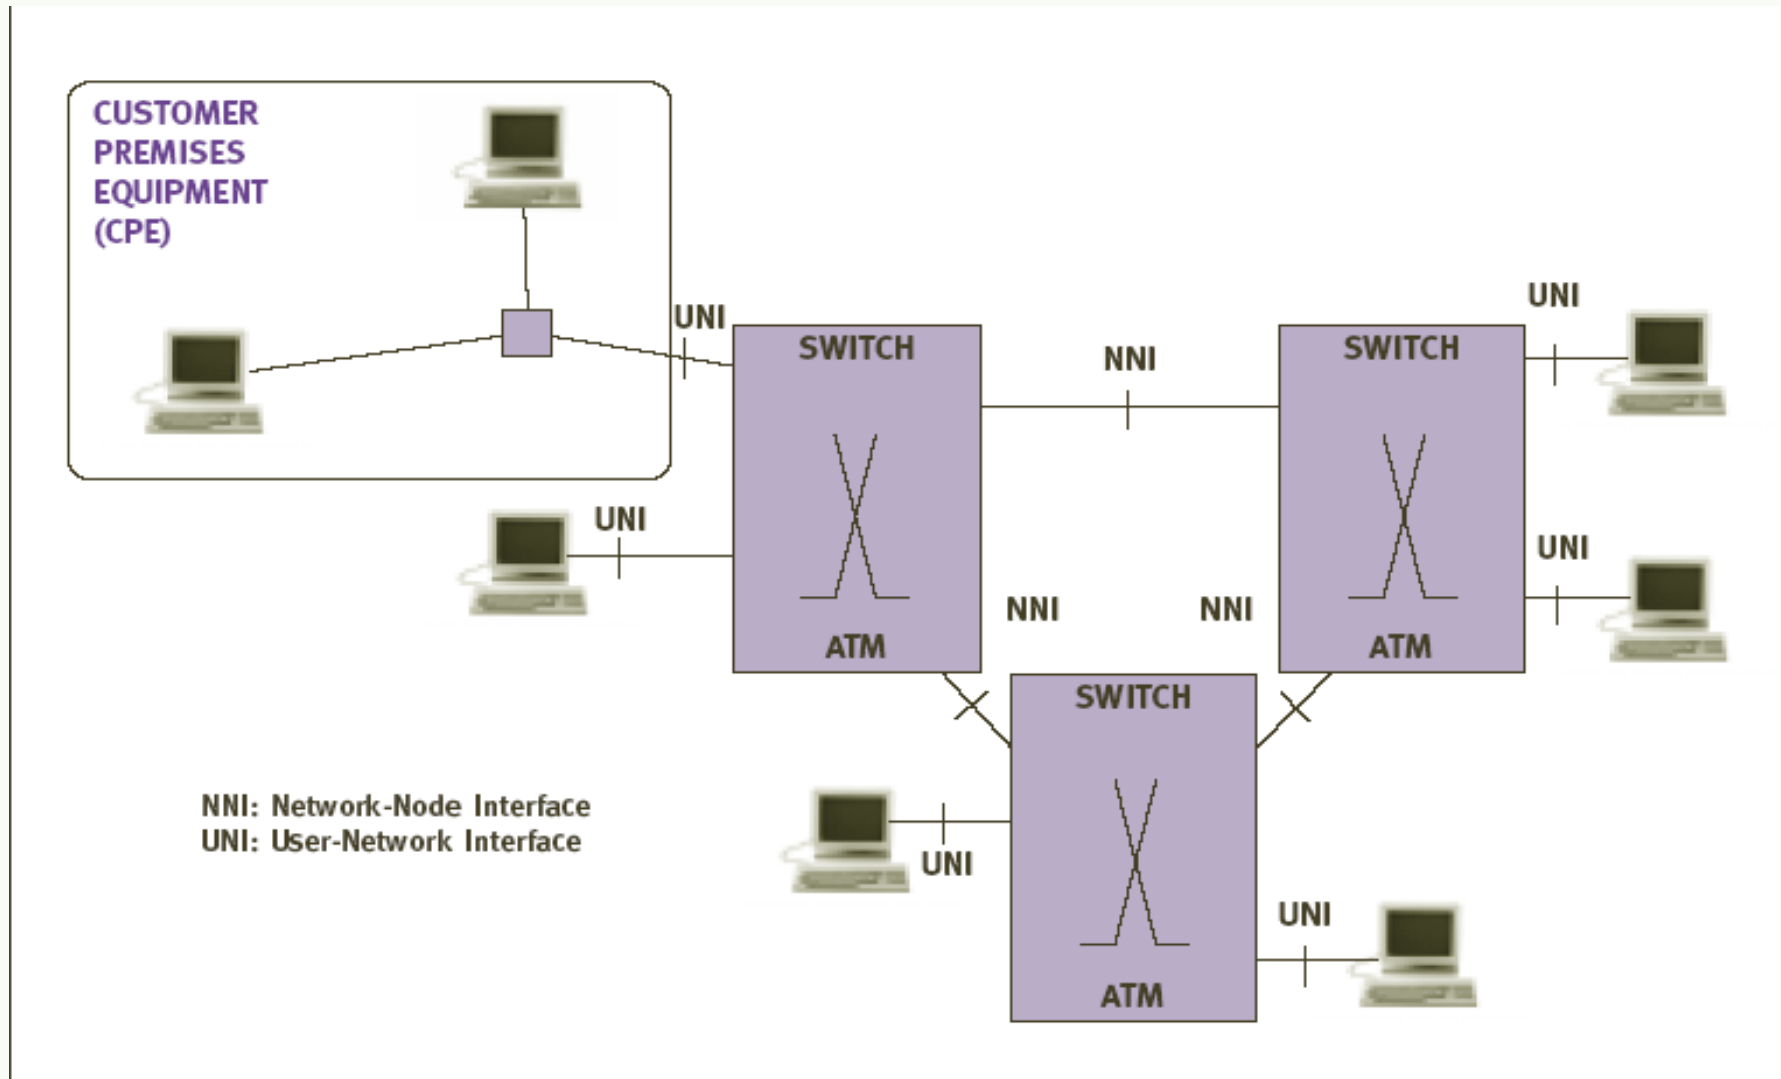 CUSTOMER
PREMISES
EQUIPMENT
(CPE)
UNI
SWITCH
NNI
SWITCH
UNI
UNI
UNI
NNI
NNI
ATM
ATM
SWITCH
NNI: Network-Node Interface
UNI: User-Network Interface
UNI
UNI
ATM